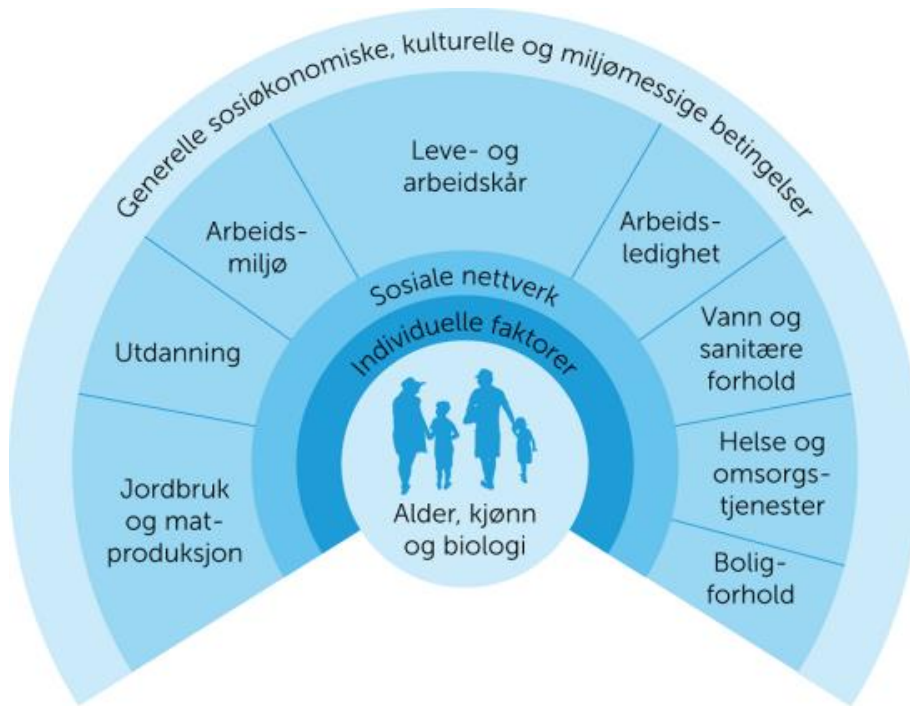 Generelle sosiøkonomiske, kulturelle og miljømessige betingelser
Leve- og
arbeidskår
Arbeids-
miljø
Arbeids-
ledighet
Utdanning
Vann og
sanitære
forhold
Jordbruk
og mat-
produksjon
Helse og
omsorgs-
tjenester
Bolig-
forhold
Sosiale nettverk
Individuelle faktorer
Alder, kjønn
og biologi